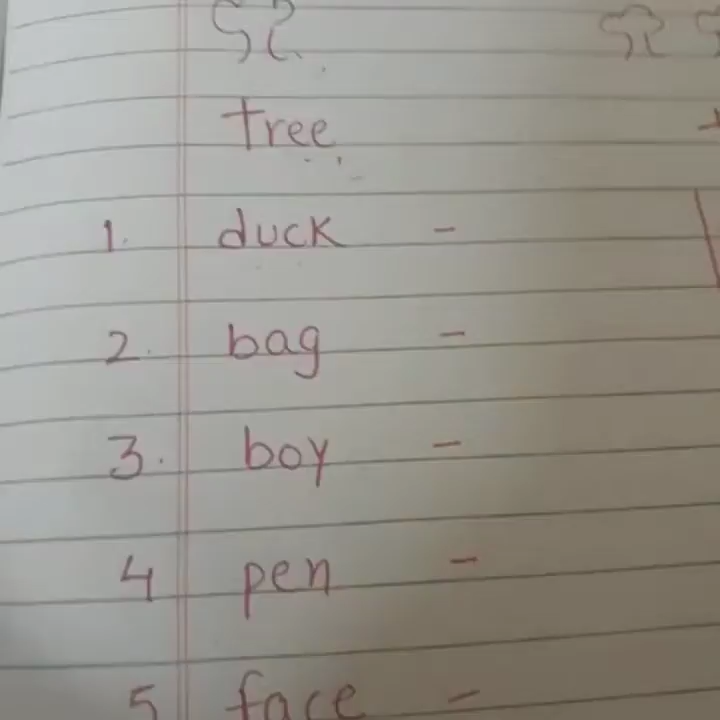 tree
1. duck -
2. bag -
3. boy -
4 pen -
5 face -